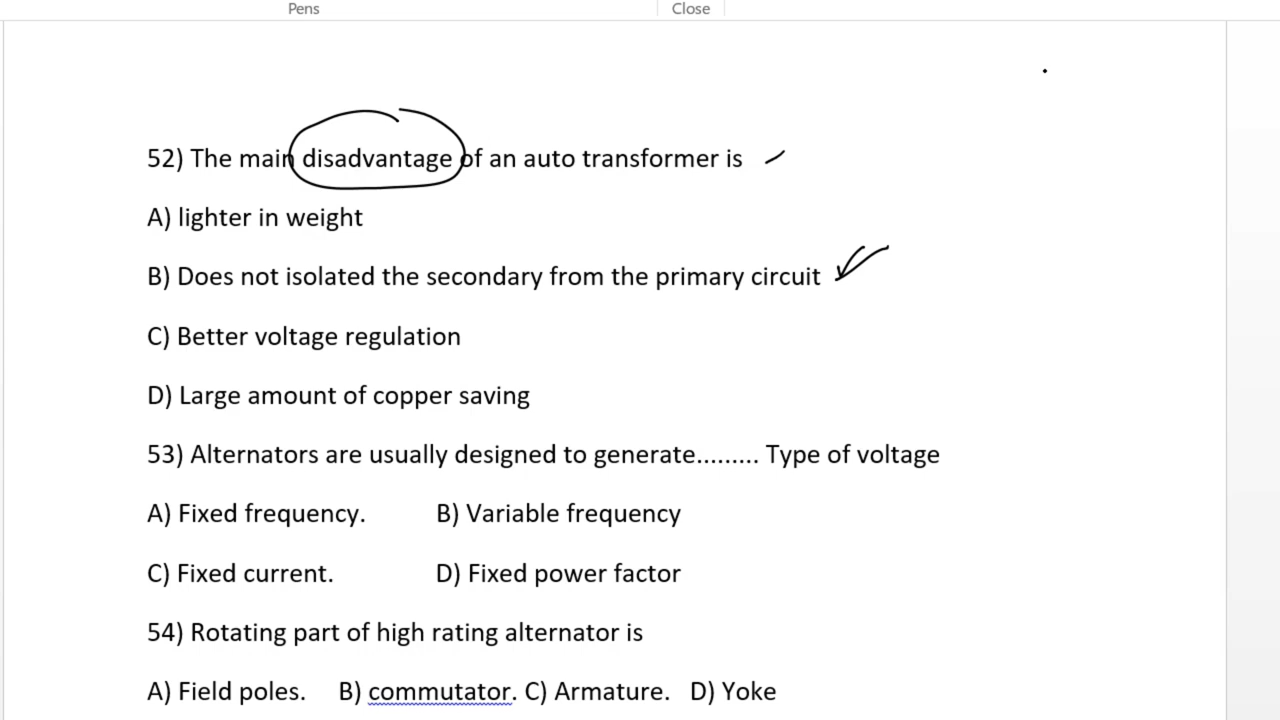 Pens Close
52) The main disadvantage of an auto transformer is
A) lighter in weight
B) Does not isolated the secondary from the primary circuit
C) Better voltage regulation
D) Large amount of copper saving
53) Alternators are usually designed to generate......... Type of voltage
A) Fixed frequency. B) Variable frequency
C) Fixed current. D) Fixed power factor
54) Rotating part of high rating alternator is
A) Field poles. B) commutator. C) Armature. D) Yoke